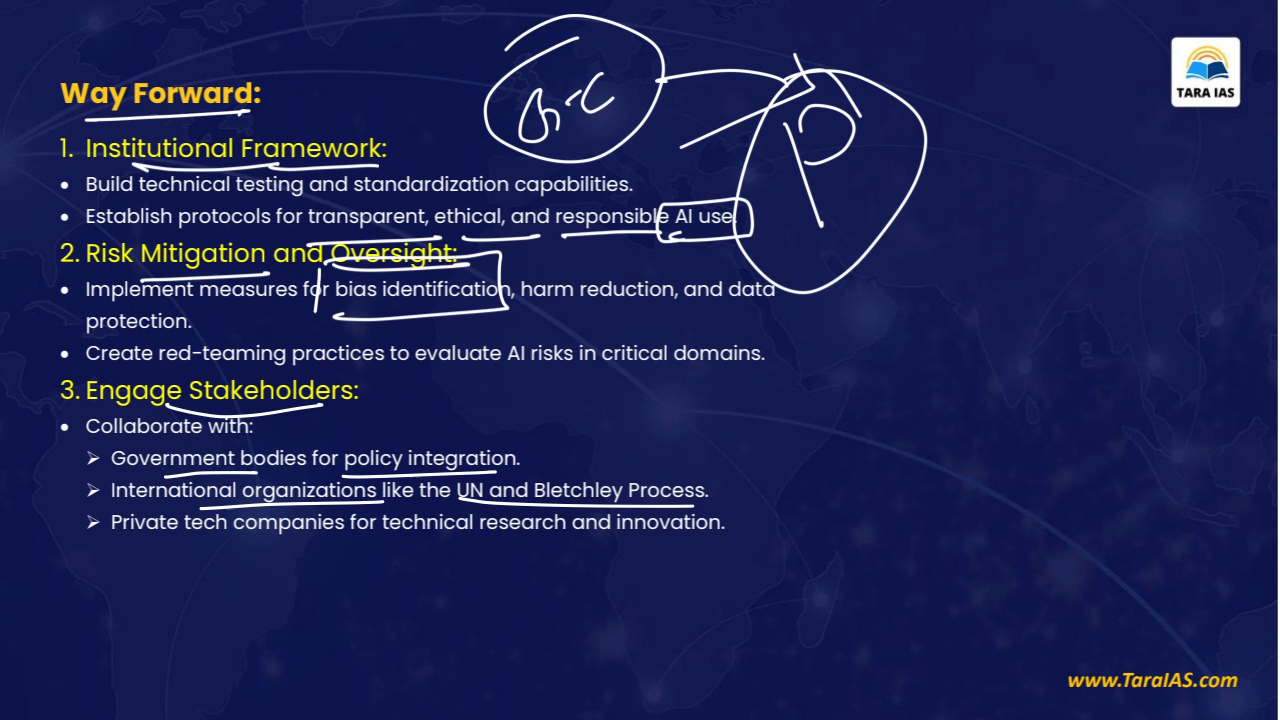 TARA IAS
Way Forward:
1. Institutional Framework:
• Build technical testing and standardization capabilities.
• Establish protocols for transparent, ethical, and responsible AI use.
2. Risk Mitigation and Oversight:
• Implement measures for bias identification, harm reduction, and data
protection.
• Create red-teaming practices to evaluate AI risks in critical domains.
3. Engage Stakeholders:
• Collaborate with:
➢ Government bodies for policy integration.
➢ International organizations like the UN and Bletchley Process.
➢ Private tech companies for technical research and innovation.
www.TaraIAS.com